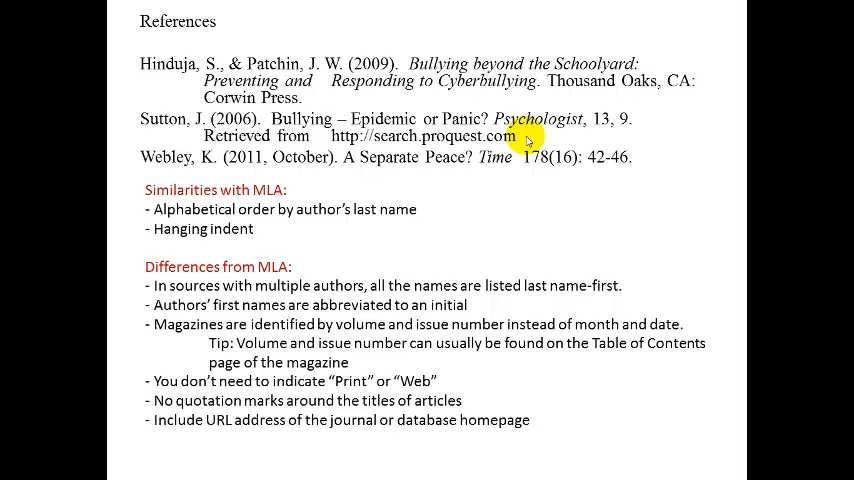 References
Hinduja, S., & Patchin, J. W. (2009). Bullying beyond the Schoolyard:
Preventing and Responding to Cyberbullying. Thousand Oaks, CA:
Corwin Press.
Sutton, J. (2006). Bullying – Epidemic or Panic? Psychologist, 13, 9.
Retrieved from http://search.proquest.com
Webley, K. (2011, October). A Separate Peace? Time 178(16): 42-46.
Similarities with MLA:
- Alphabetical order by author's last name
- Hanging indent
Differences from MLA:
- In sources with multiple authors, all the names are listed last name-first.
- Authors' first names are abbreviated to an initial
- Magazines are identified by volume and issue number instead of month and date.
Tip: Volume and issue number can usually be found on the Table of Contents
page of the magazine
- You don't need to indicate “Print” or “Web”
- No quotation marks around the titles of articles
- Include URL address of the journal or database homepage